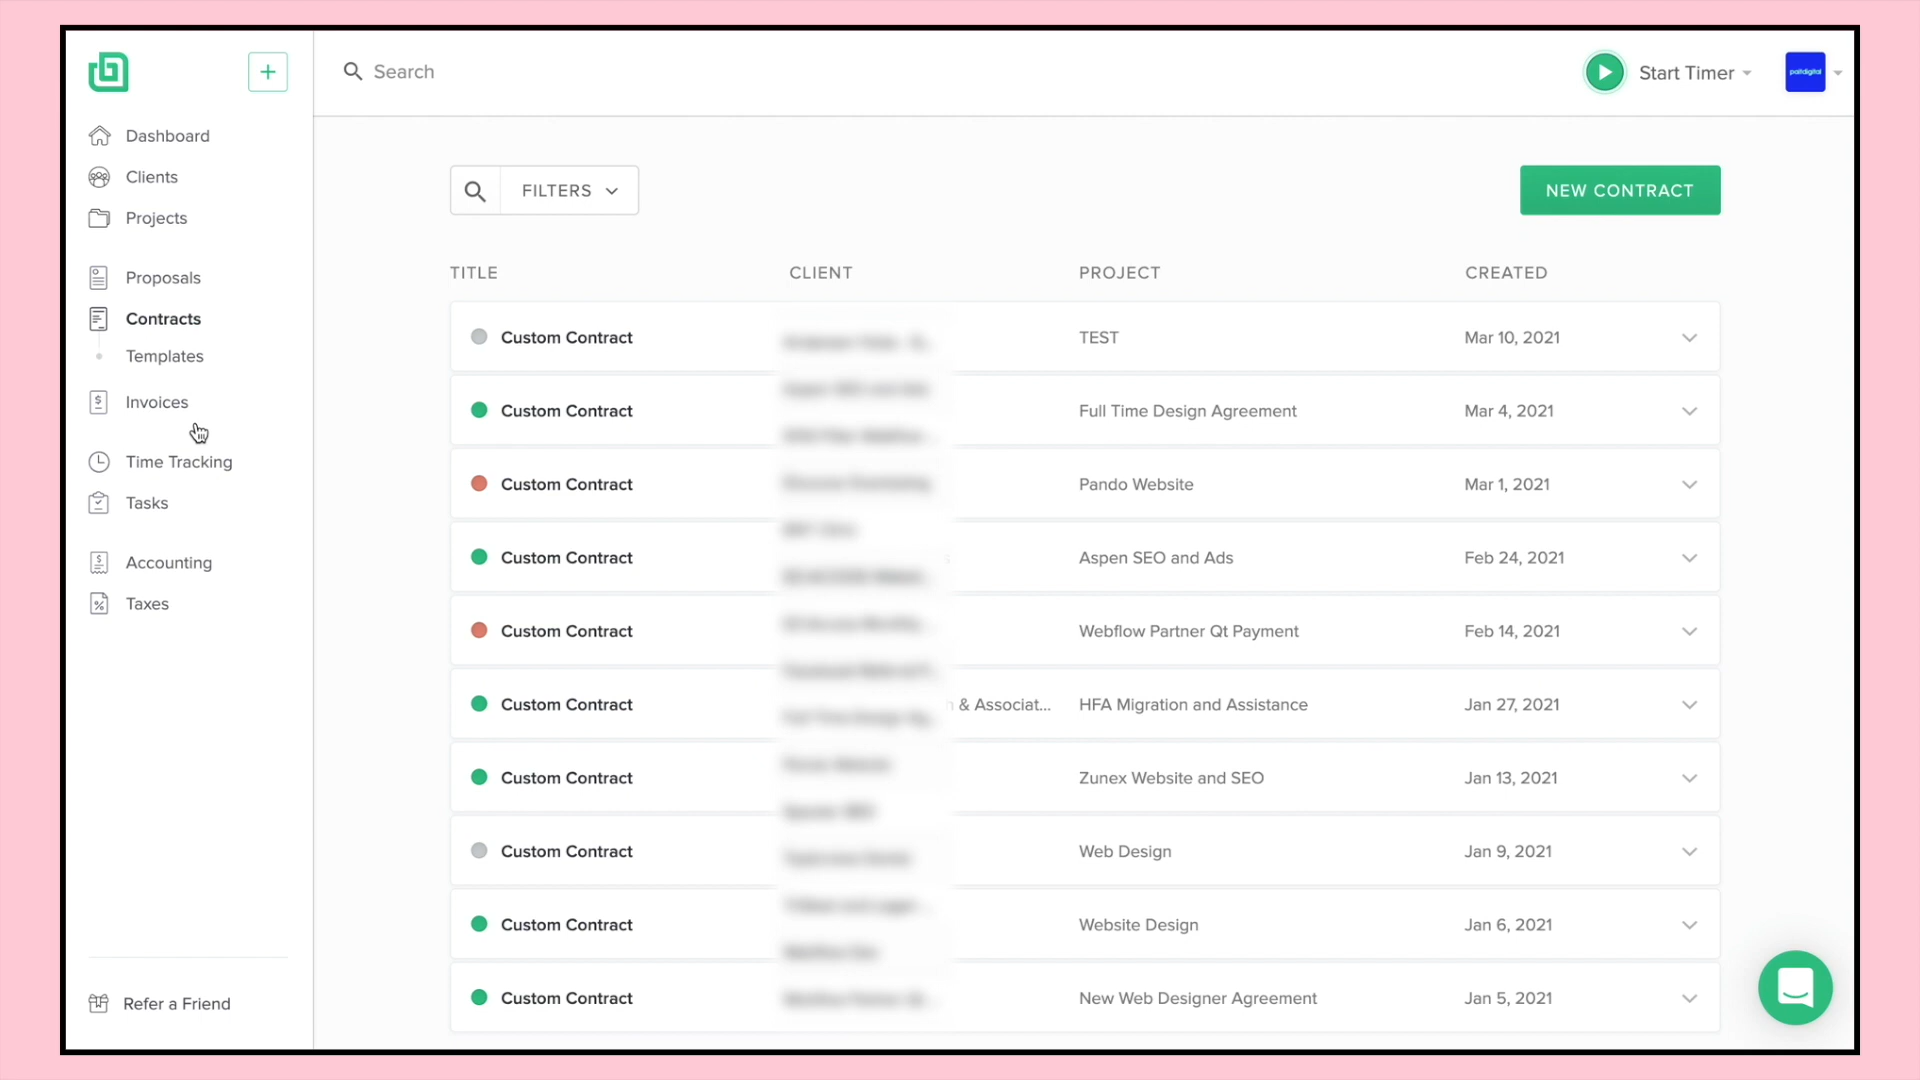 Search
Start Timer
paitdigital
Dashboard
Clients
Projects
Proposals
Contracts
Templates
Invoices
Time Tracking
Tasks
Accounting
Taxes
Refer a Friend
FILTERS
NEW CONTRACT
TITLE CLIENT PROJECT CREATED
Custom Contract TEST Mar 10, 2021
Custom Contract Full Time Design Agreement Mar 4, 2021
Custom Contract Pando Website Mar 1, 2021
Custom Contract Aspen SEO and Ads Feb 24, 2021
Custom Contract Webflow Partner Qt Payment Feb 14, 2021
Custom Contract & Associat... HFA Migration and Assistance Jan 27, 2021
Custom Contract Zunex Website and SEO Jan 13, 2021
Custom Contract Web Design Jan 9, 2021
Custom Contract Website Design Jan 6, 2021
Custom Contract New Web Designer Agreement Jan 5, 2021